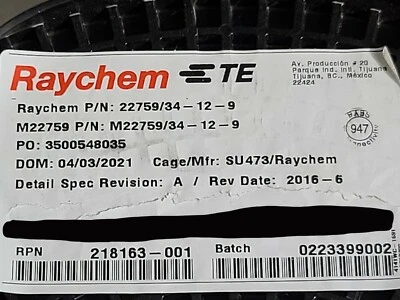 Raychem TE
Av. Producción # 20
Parque Ind. Intl. Tijuana
Tijuana, BC., México
22424
Raychem P/N: 22759/34-12-9
M22759 P/N: M22759/34-12-9
PO: 3500548035
DOM: 04/03/2021 Cage/Mfr: SU473/Raychem
Detail Spec Revision: A / Rev Date: 2016-6
PASS
947
RPN 218163-001 Batch 0223399002